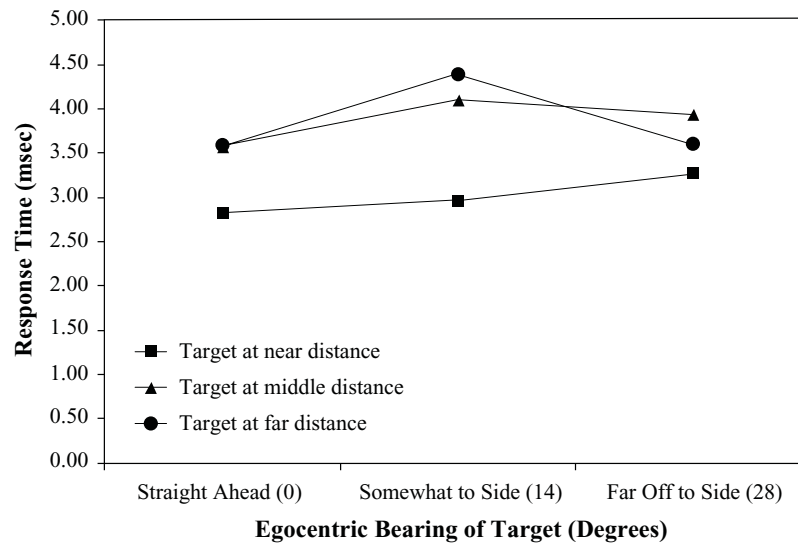 5.00
4.50
4.00
3.50
3.00
2.50
2.00
1.50
1.00
0.50
0.00
Response Time (msec)
Target at near distance
Target at middle distance
Target at far distance
Straight Ahead (0) Somewhat to Side (14) Far Off to Side (28)
Egocentric Bearing of Target (Degrees)